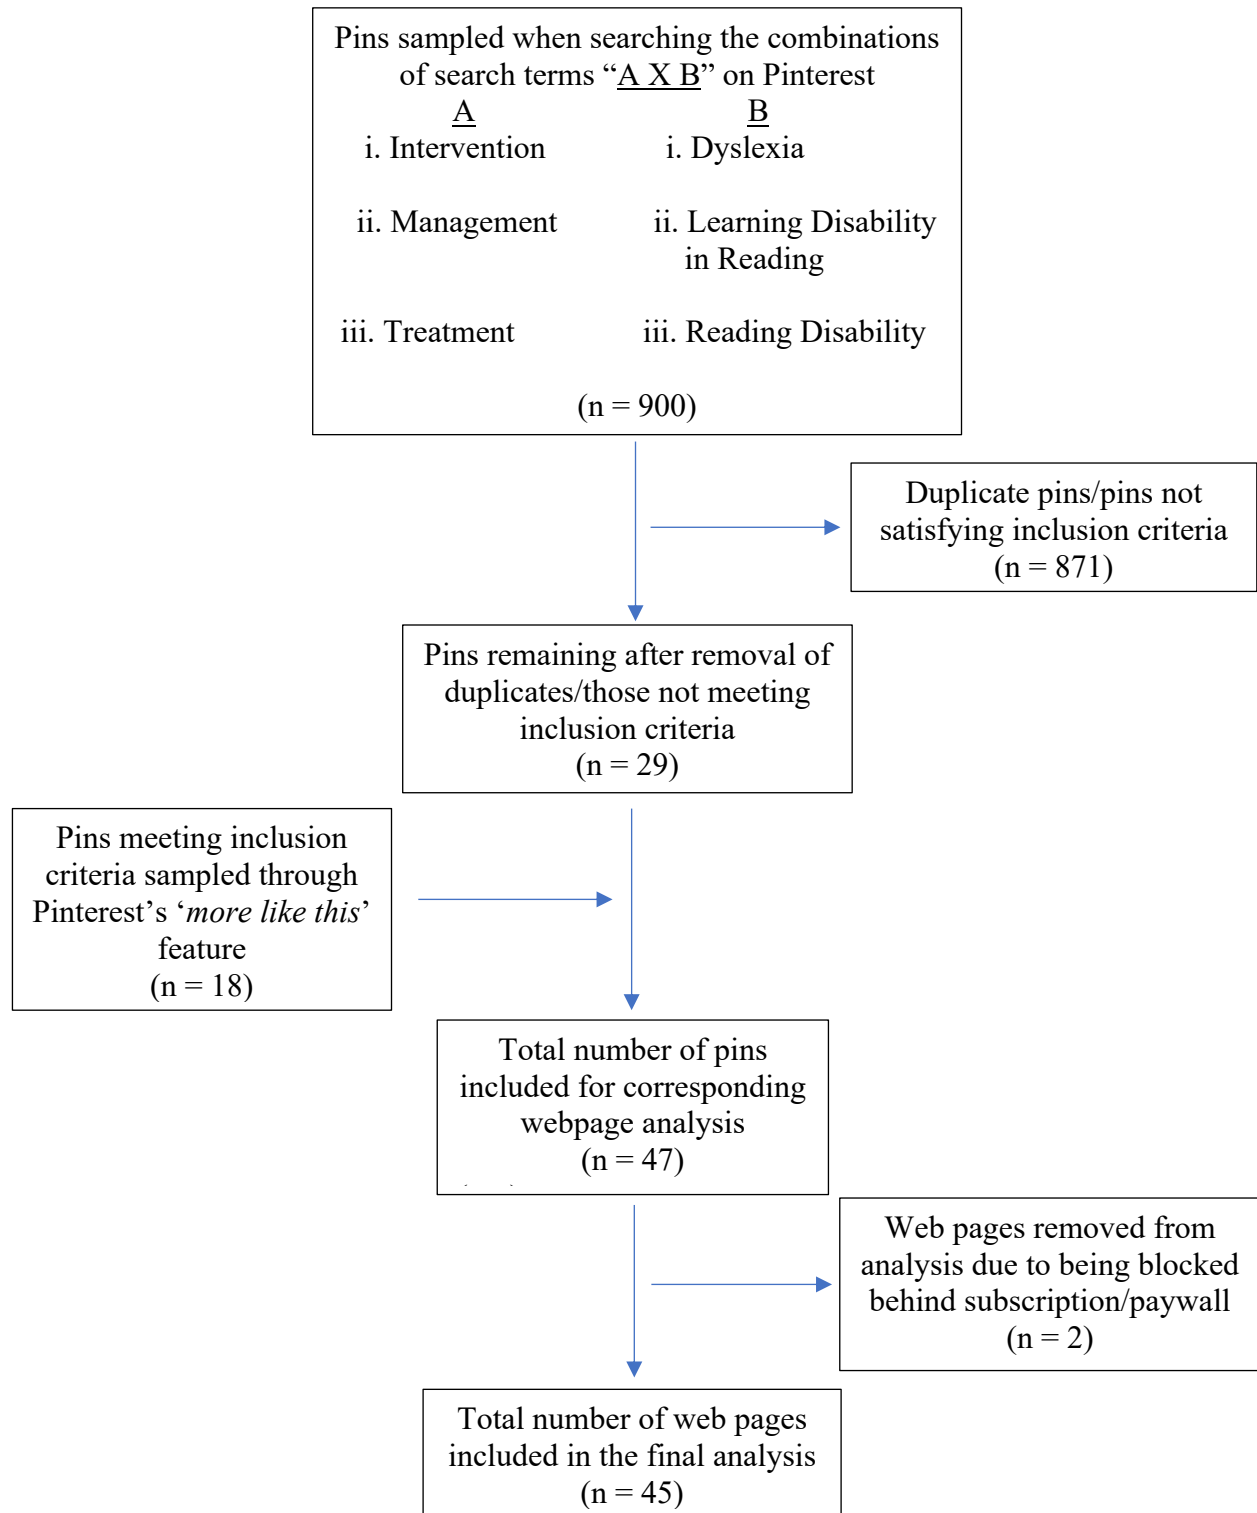 Pins sampled when searching the combinations
of search terms “A X B” on Pinterest
A B
i. Intervention i. Dyslexia
ii. Management ii. Learning Disability
in Reading
iii. Treatment iii. Reading Disability
(n = 900)
Duplicate pins/pins not
satisfying inclusion criteria
(n = 871)
Pins remaining after removal of
duplicates/those not meeting
inclusion criteria
(n = 29)
Pins meeting inclusion
criteria sampled through
Pinterest’s ‘more like this’
feature
(n = 18)
Total number of pins
included for corresponding
webpage analysis
(n = 47)
Web pages removed from
analysis due to being blocked
behind subscription/paywall
(n = 2)
Total number of web pages
included in the final analysis
(n = 45)